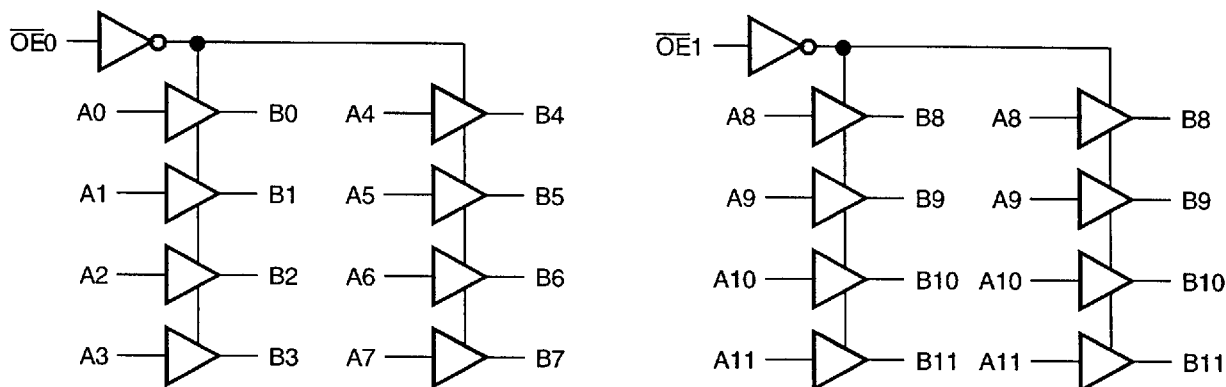 OE0
A0 B0 A4 B4
A1 B1 A5 B5
A2 B2 A6 B6
A3 B3 A7 B7
OE1
A8 B8 A8 B8
A9 B9 A9 B9
A10 B10 A10 B10
A11 B11 A11 B11